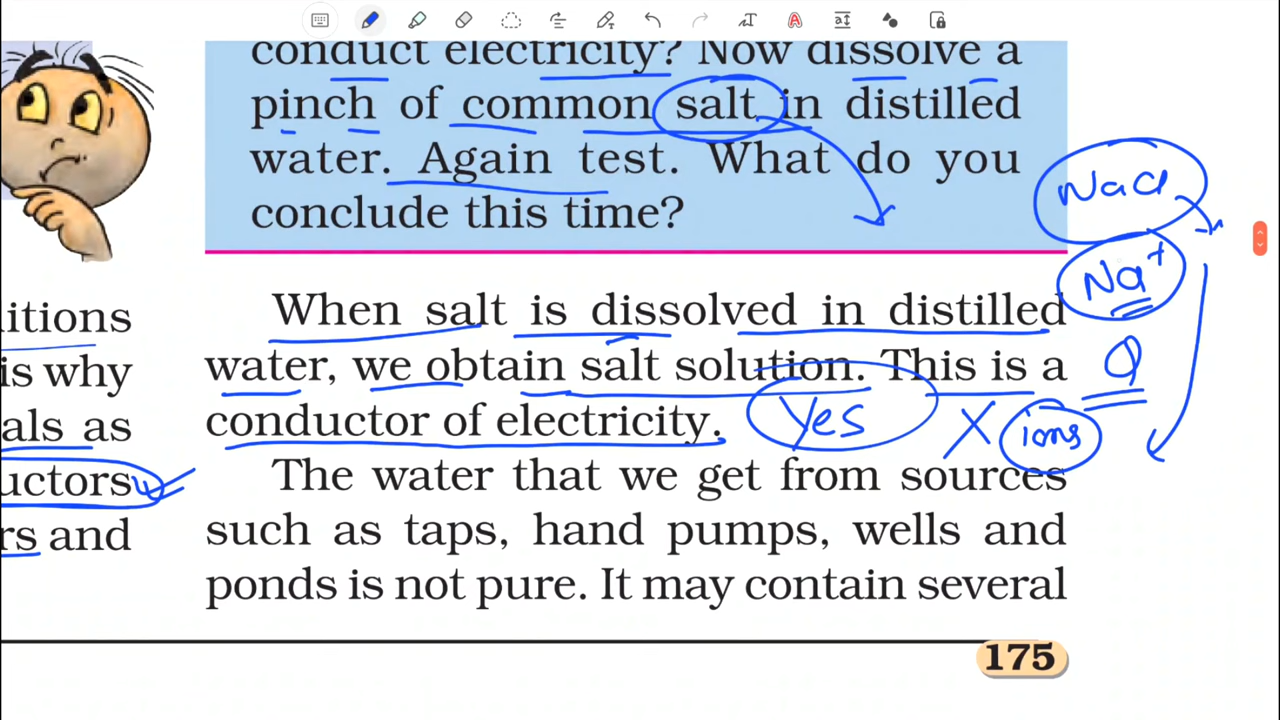 conduct electricity? Now dissolve a
pinch of common salt in distilled
water. Again test. What do you
conclude this time?
NaCl
Na+
litions
is why
als as
uctors
rs and
When salt is dissolved in distilled
water, we obtain salt solution. This is a
conductor of electricity.
Yes
X ions
The water that we get from sources
such as taps, hand pumps, wells and
ponds is not pure. It may contain several
175